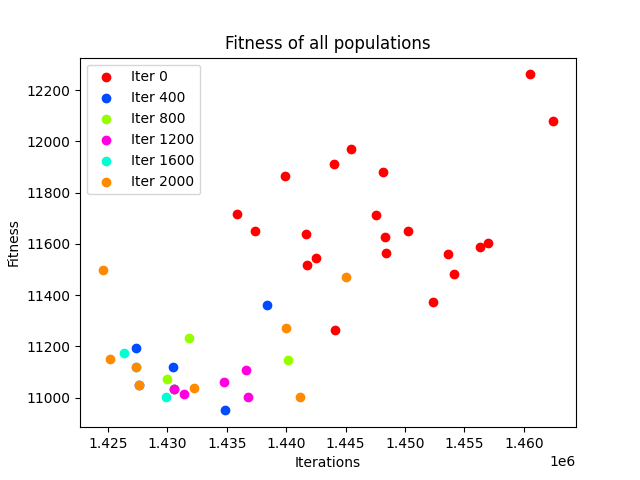 Fitness of all populations
Iter 0
Iter 400
Iter 800
Iter 1200
Iter 1600
Iter 2000
Fitness
12200
12000
11800
11600
11400
11200
11000
1.425 1.430 1.435 1.440 1.445 1.450 1.455 1.460
Iterations
1e6